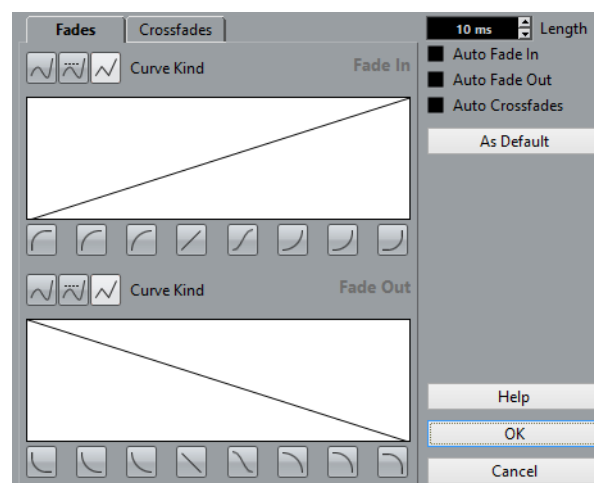 Fades Crossfades
10 ms Length
Curve Kind Fade In
Auto Fade In
Auto Fade Out
Auto Crossfades
As Default
Curve Kind Fade Out
Help
OK
Cancel